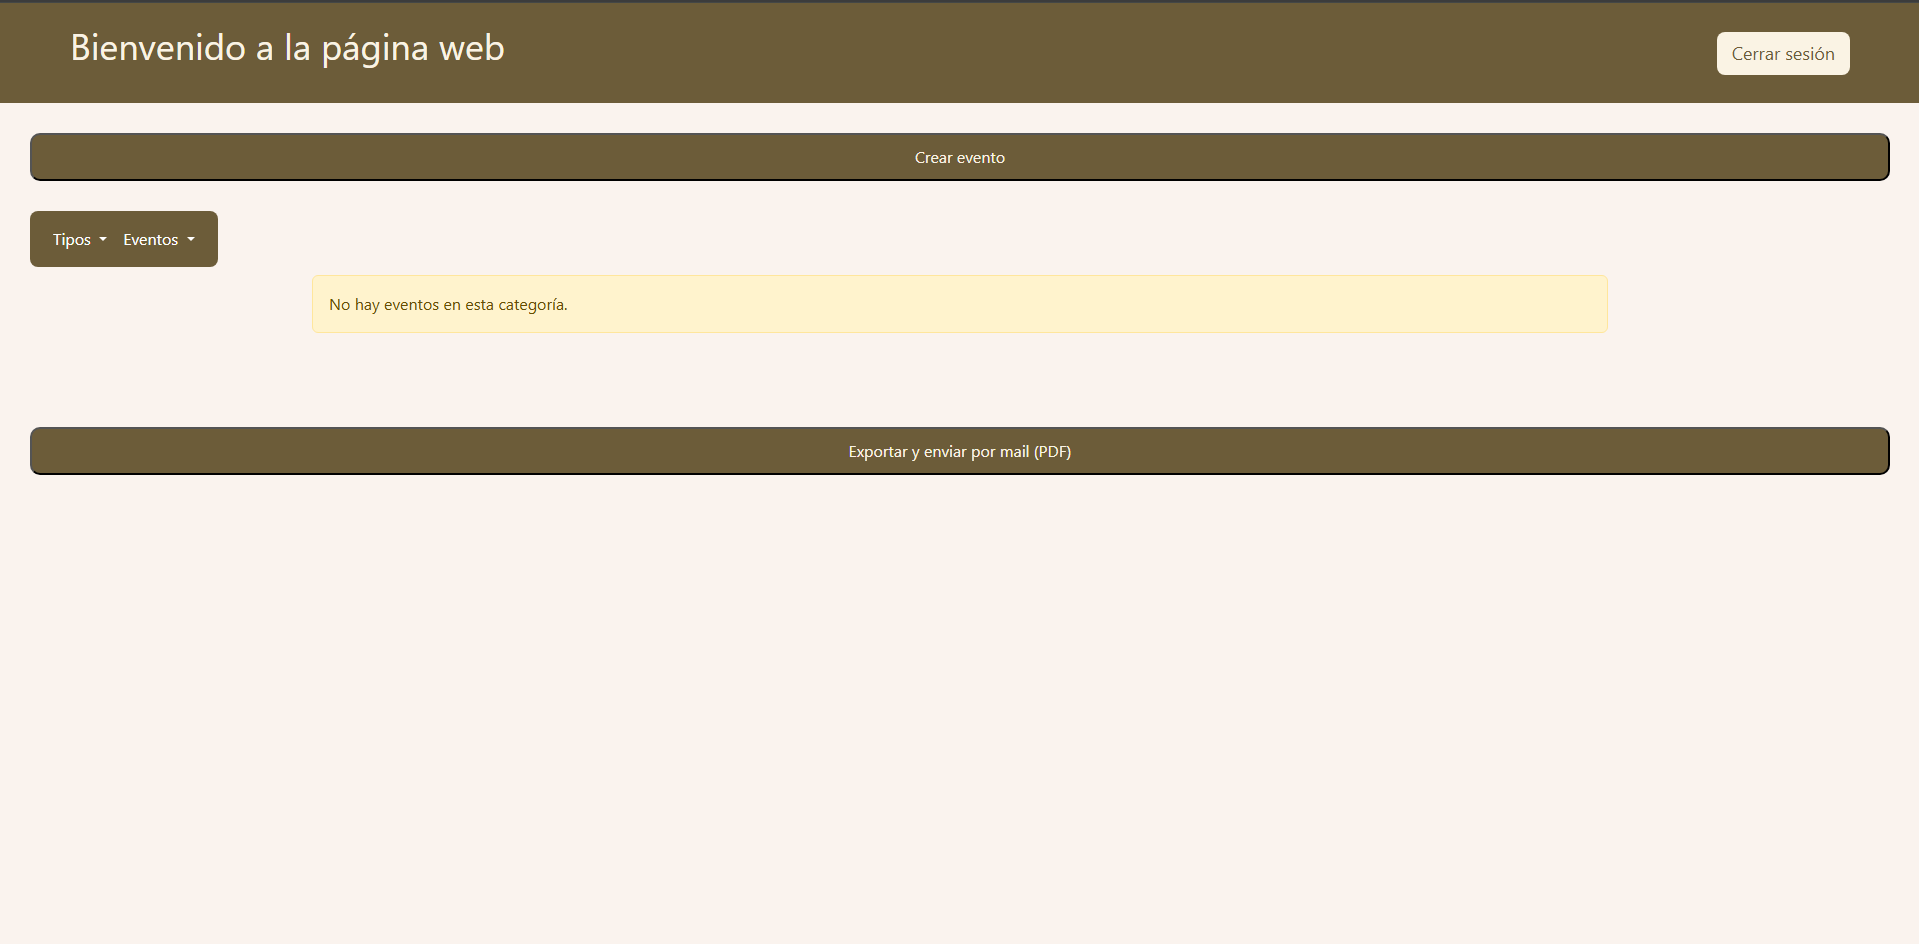 Bienvenido a la página web
Cerrar sesión
Crear evento
Tipos Eventos
No hay eventos en esta categoría.
Exportar y enviar por mail (PDF)